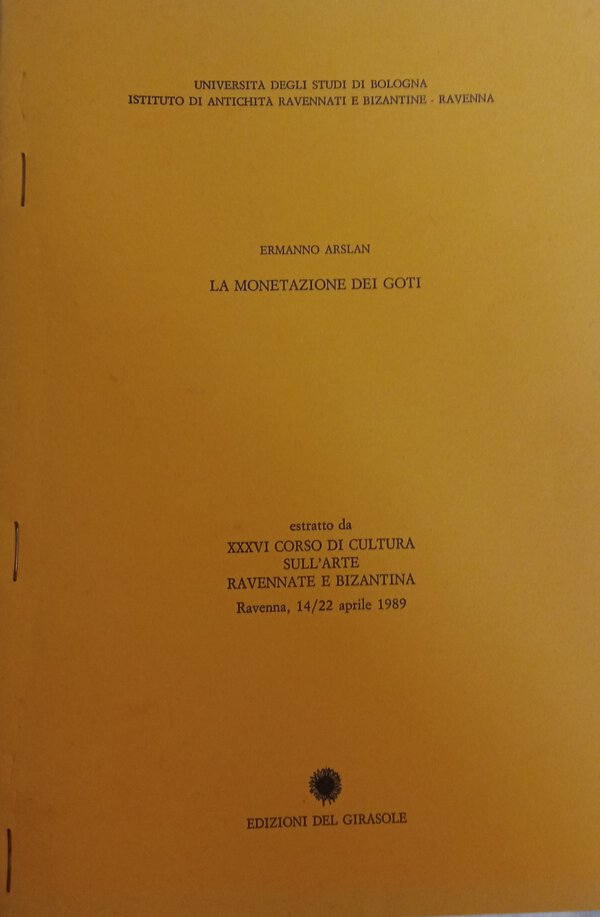 UNIVERSITÀ DEGLI STUDI DI BOLOGNA
ISTITUTO DI ANTICHITÀ RAVENNATI E BIZANTINE - RAVENNA
ERMANNO ARSLAN
LA MONETAZIONE DEI GOTI
estratto da
XXXVI CORSO DI CULTURA
SULL'ARTE
RAVENNATE E BIZANTINA
Ravenna, 14/22 aprile 1989
EDIZIONI DEL GIRASOLE